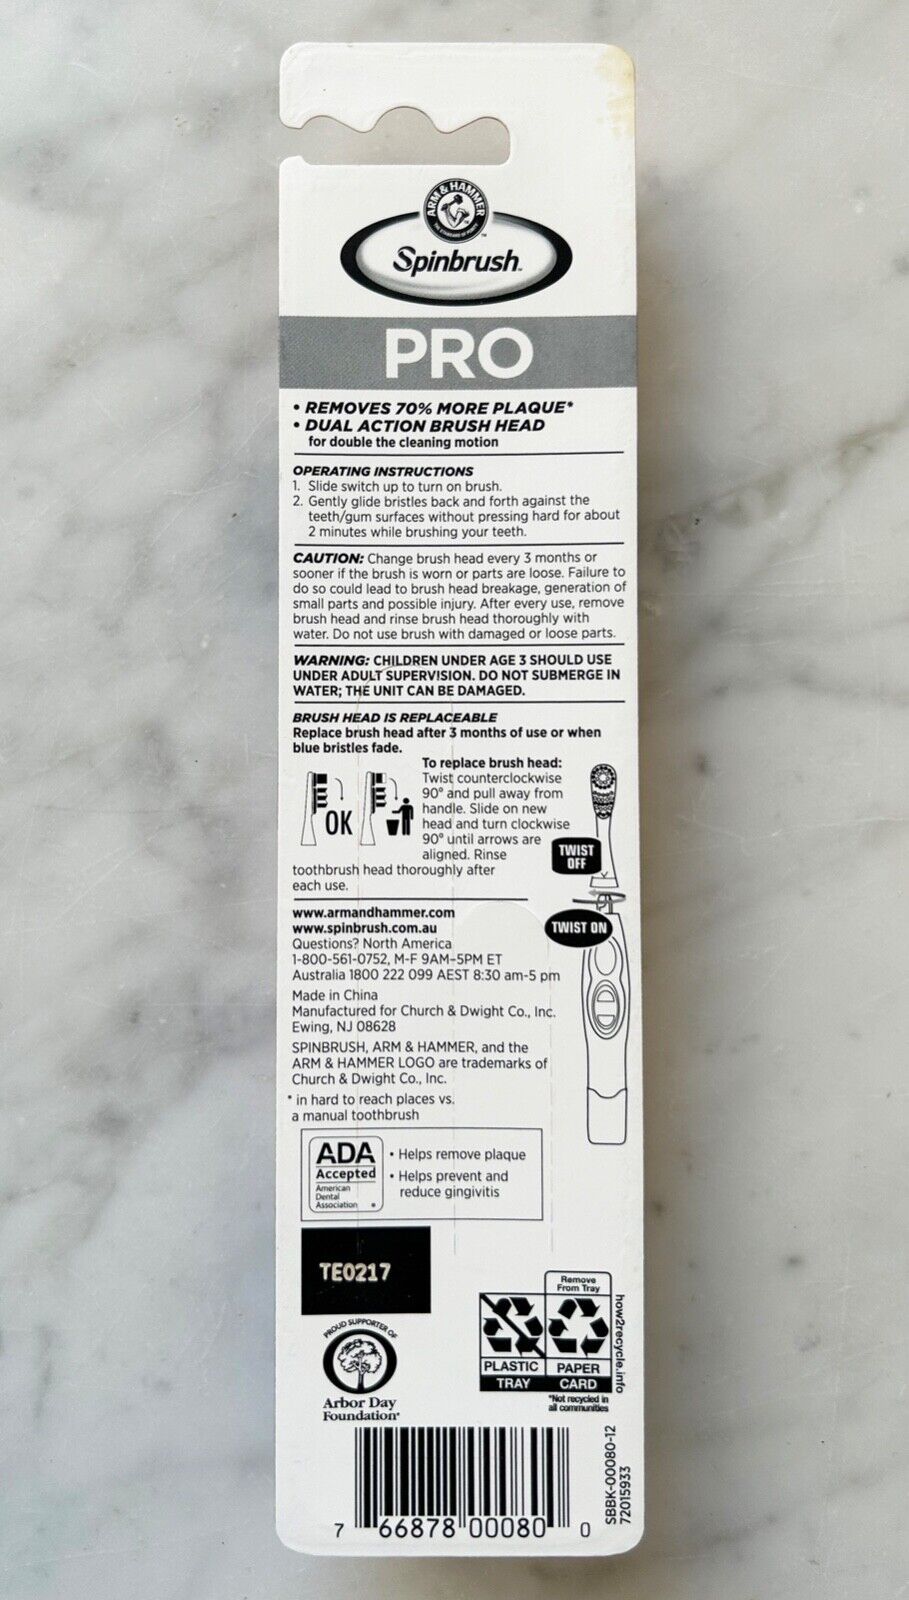 ARM & HAMMER
THE STANDARD OF PURITY
Spinbrush™
PRO
• REMOVES 70% MORE PLAQUE*
• DUAL ACTION BRUSH HEAD
for double the cleaning motion
OPERATING INSTRUCTIONS
1. Slide switch up to turn on brush.
2. Gently glide bristles back and forth against the
teeth/gum surfaces without pressing hard for about
2 minutes while brushing your teeth.
CAUTION: Change brush head every 3 months or
sooner if the brush is worn or parts are loose. Failure to
do so could lead to brush head breakage, generation of
small parts and possible injury. After every use, remove
brush head and rinse brush head thoroughly with
water. Do not use brush with damaged or loose parts.
WARNING: CHILDREN UNDER AGE 3 SHOULD USE
UNDER ADULT SUPERVISION. DO NOT SUBMERGE IN
WATER; THE UNIT CAN BE DAMAGED.
BRUSH HEAD IS REPLACEABLE
Replace brush head after 3 months of use or when
blue bristles fade.
OK
To replace brush head:
Twist counterclockwise
90° and pull away from
handle. Slide on new
head and turn clockwise
90° until arrows are
aligned. Rinse
toothbrush head thoroughly after
each use.
TWIST
OFF
TWIST ON
www.armandhammer.com
www.spinbrush.com.au
Questions? North America
1-800-561-0752, M-F 9AM-5PM ET
Australia 1800 222 099 AEST 8:30 am-5 pm
Made in China
Manufactured for Church & Dwight Co., Inc.
Ewing, NJ 08628
SPINBRUSH, ARM & HAMMER, and the
ARM & HAMMER LOGO are trademarks of
Church & Dwight Co., Inc.
* in hard to reach places vs.
a manual toothbrush
ADA
Accepted
American
Dental
Association
• Helps remove plaque
• Helps prevent and
reduce gingivitis
TE0217
PROUD SUPPORTER OF
Arbor Day
Foundation®
Remove
From Tray
PLASTIC
TRAY
PAPER
CARD
*Not recycled in
all communities
how2recycle.info
SBBK-00080-12
72015933
7 66878 00080 0